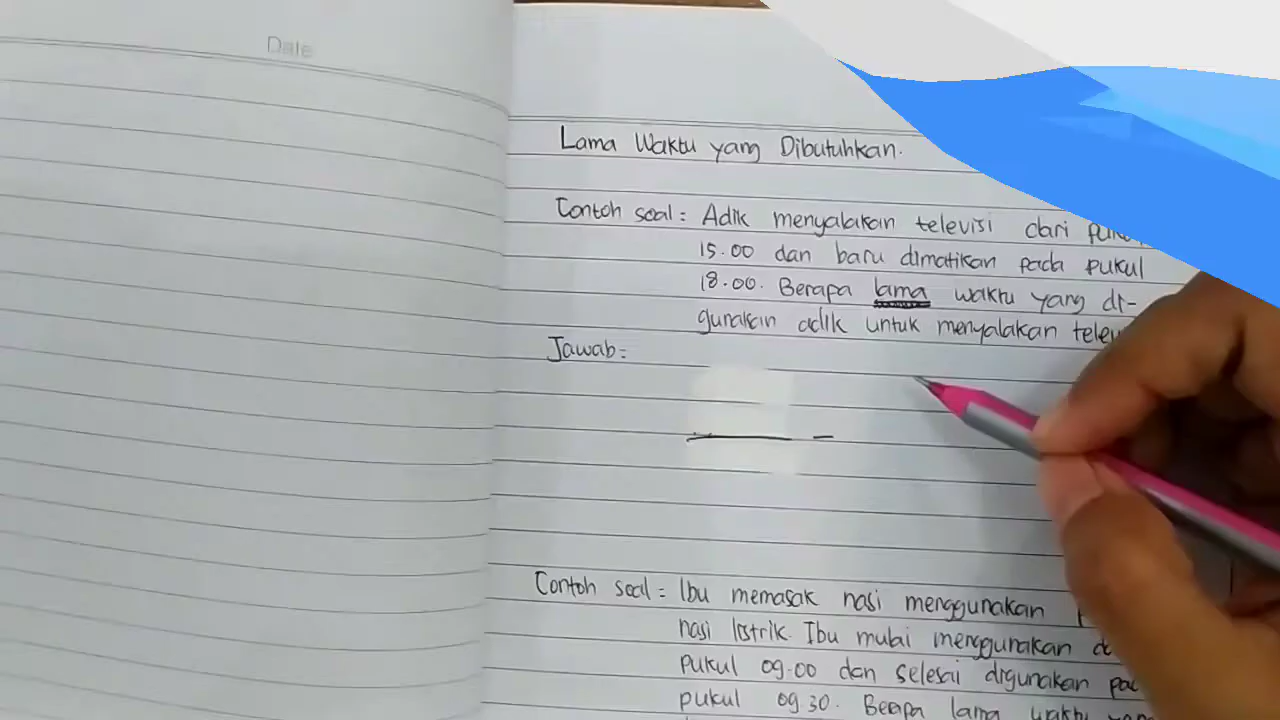 Date
Lama Waktu yang Dibutuhkan.
Contoh soal = Adik menyalakan televisi dari
15.00 dan baru dimatikan pada pukul
18.00. Berapa lama waktu yang di-
gunakan adik untuk menyalakan
Jawab =
Contoh soal = Ibu memasak nasi menggunakan
nasi listrik. Ibu mulai menggunakan
pukul 09.00 dan selesai digunakan
pukul 09.30. Berapa lama waktu yang